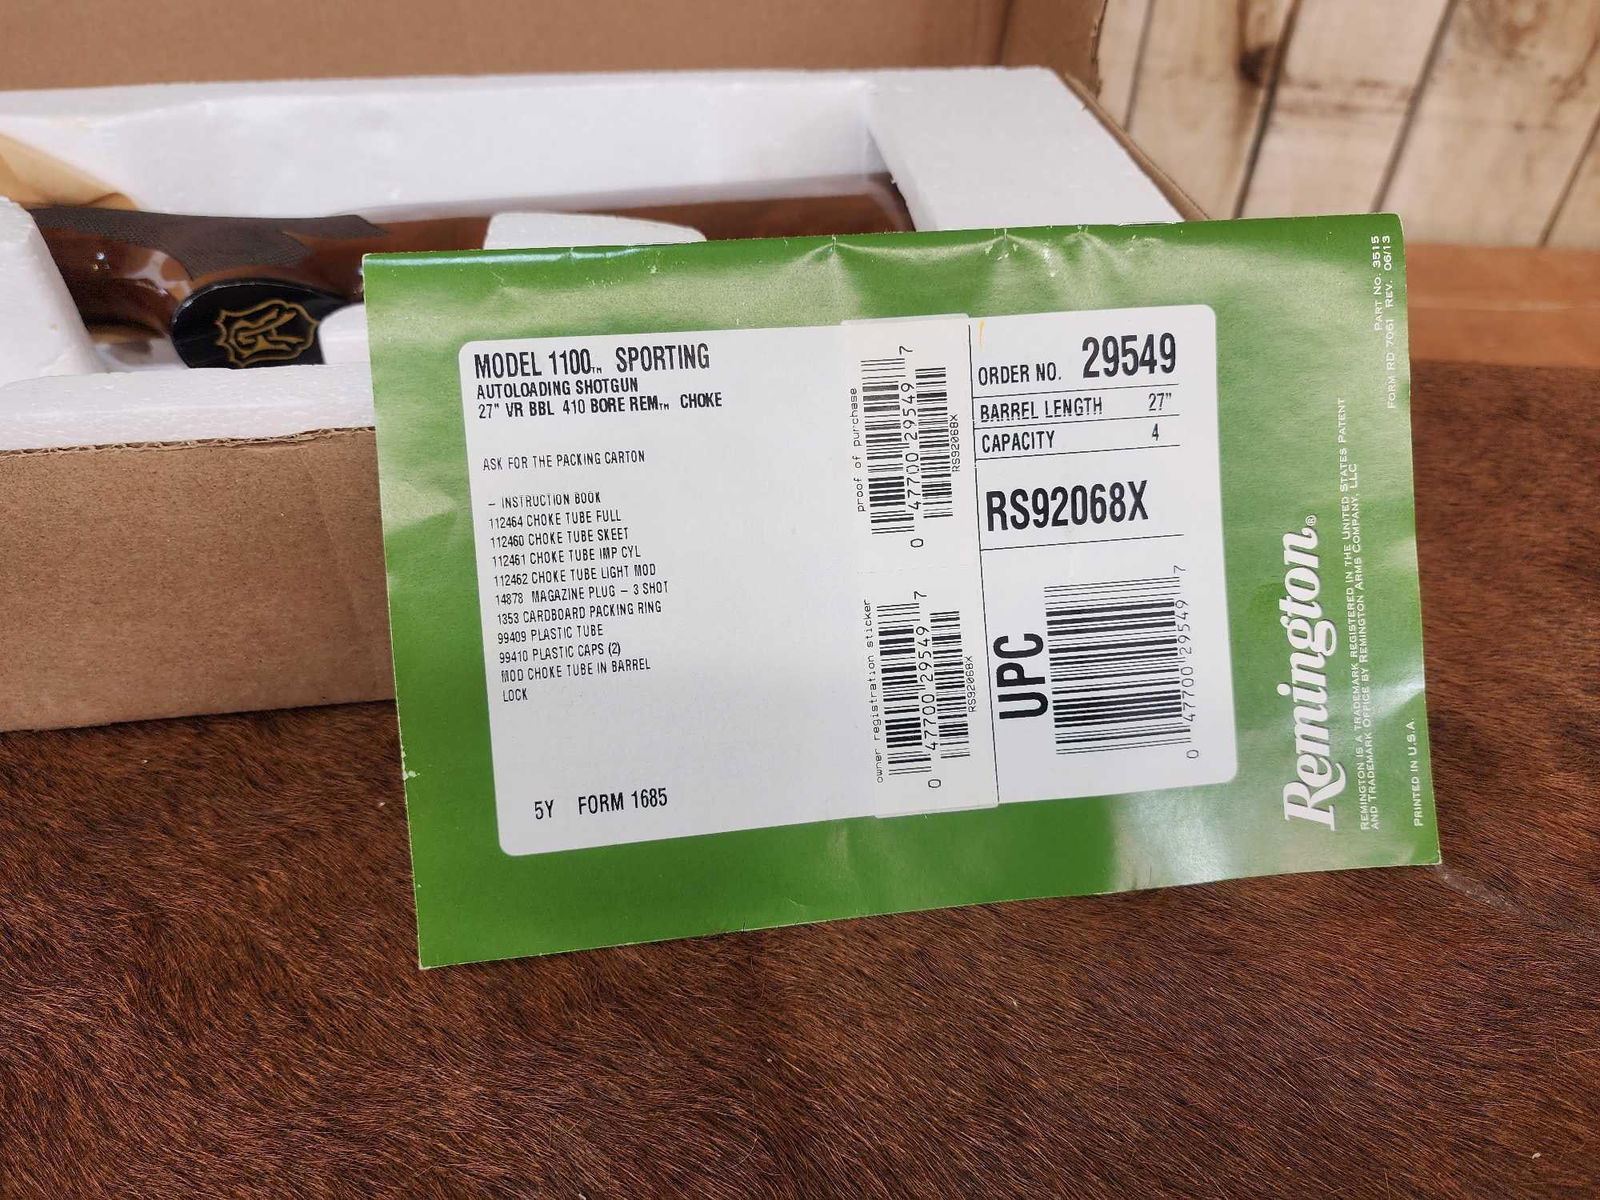 MODEL 1100™ SPORTING
AUTOLOADING SHOTGUN
27" VR BBL 410 BORE REM™ CHOKE
ASK FOR THE PACKING CARTON
– INSTRUCTION BOOK
112464 CHOKE TUBE FULL
112460 CHOKE TUBE SKEET
112461 CHOKE TUBE IMP CYL
112462 CHOKE TUBE LIGHT MOD
14878 MAGAZINE PLUG – 3 SHOT
1353 CARDBOARD PACKING RING
99409 PLASTIC TUBE
99410 PLASTIC CAPS (2)
MOD CHOKE TUBE IN BARREL
LOCK
5Y FORM 1685
proof of purchase
0 47700 29549 7
RS92068X
owner registration sticker
0 47700 29549 7
RS92068X
ORDER NO. 29549
BARREL LENGTH 27"
CAPACITY 4
RS92068X
UPC
0 47700 29549 7
Remington®
REMINGTON IS A TRADEMARK REGISTERED IN THE UNITED STATES PATENT
AND TRADEMARK OFFICE BY REMINGTON ARMS COMPANY, LLC
PRINTED IN U.S.A.
PART NO. 3515
FORM RD 7061 REV. 06/13